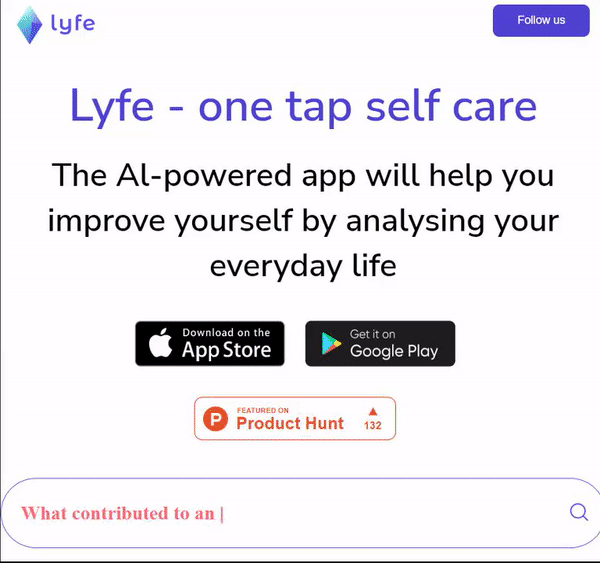 lyfe
Follow us
Lyfe - one tap self care
The AI-powered app will help you
improve yourself by analysing your
everyday life
Download on the
App Store
Get it on
Google Play
P
FEATURED ON
Product Hunt
132
What contributed to an |